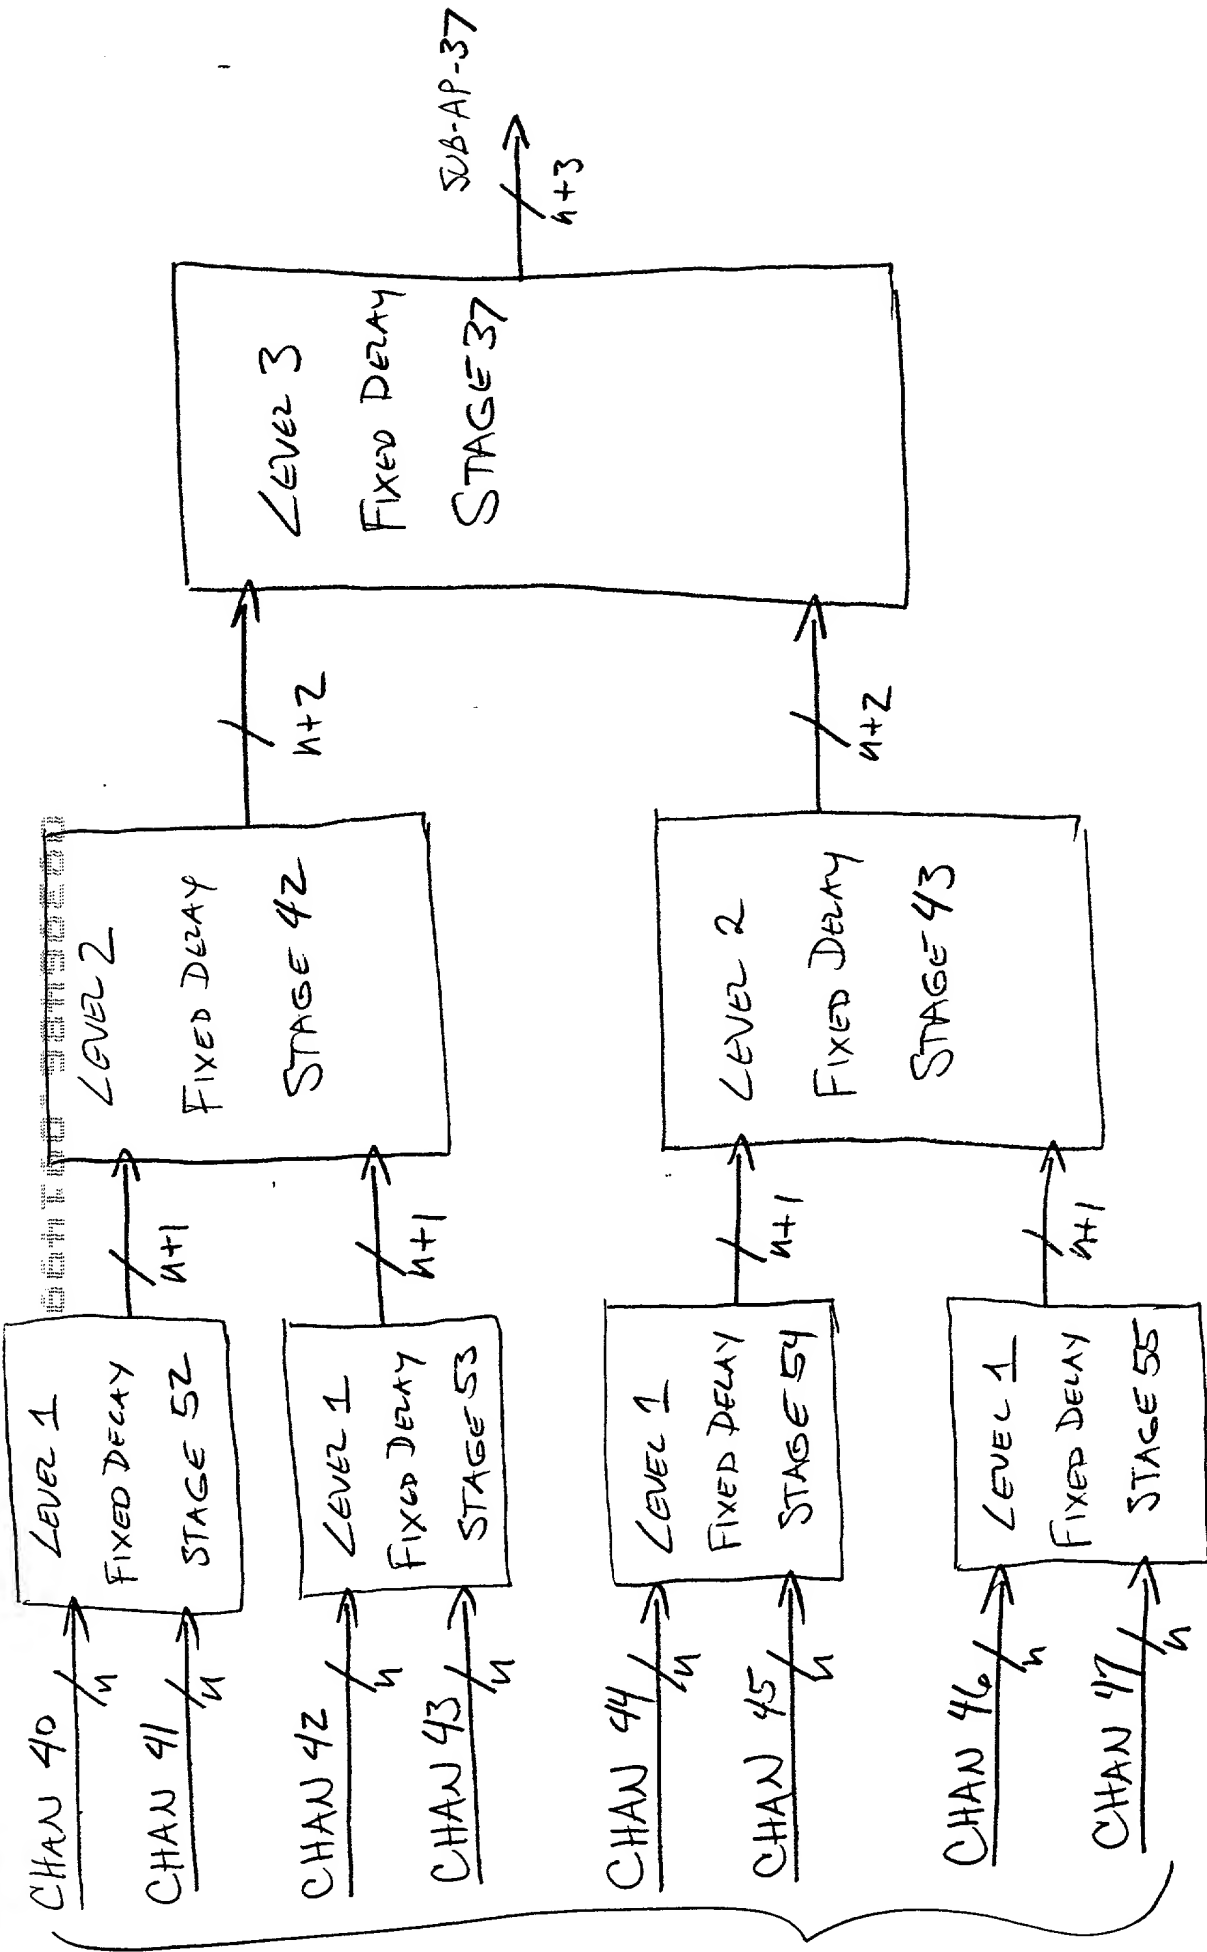 CHAN 40
n
CHAN 41
n
LEVEL 1
FIXED DELAY
STAGE 52
n+1
CHAN 42
n
CHAN 43
n
LEVEL 1
FIXED DELAY
STAGE 53
n+1
LEVEL 2
FIXED DELAY
STAGE 42
n+2
CHAN 44
n
CHAN 45
n
LEVEL 1
FIXED DELAY
STAGE 54
n+1
CHAN 46
n
CHAN 47
n
LEVEL 1
FIXED DELAY
STAGE 55
n+1
LEVEL 2
FIXED DELAY
STAGE 43
n+2
LEVEL 3
FIXED DELAY
STAGE 37
SUB-AP-37
n+3